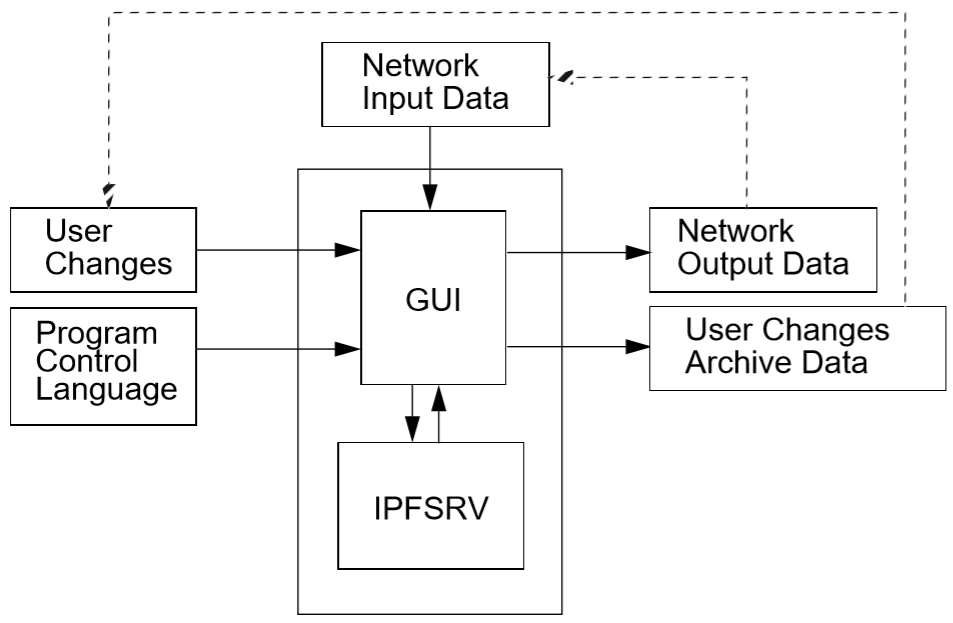 Network
Input Data
User
Changes
GUI
Network
Output Data
Program
Control
Language
User Changes
Archive Data
IPFSRV